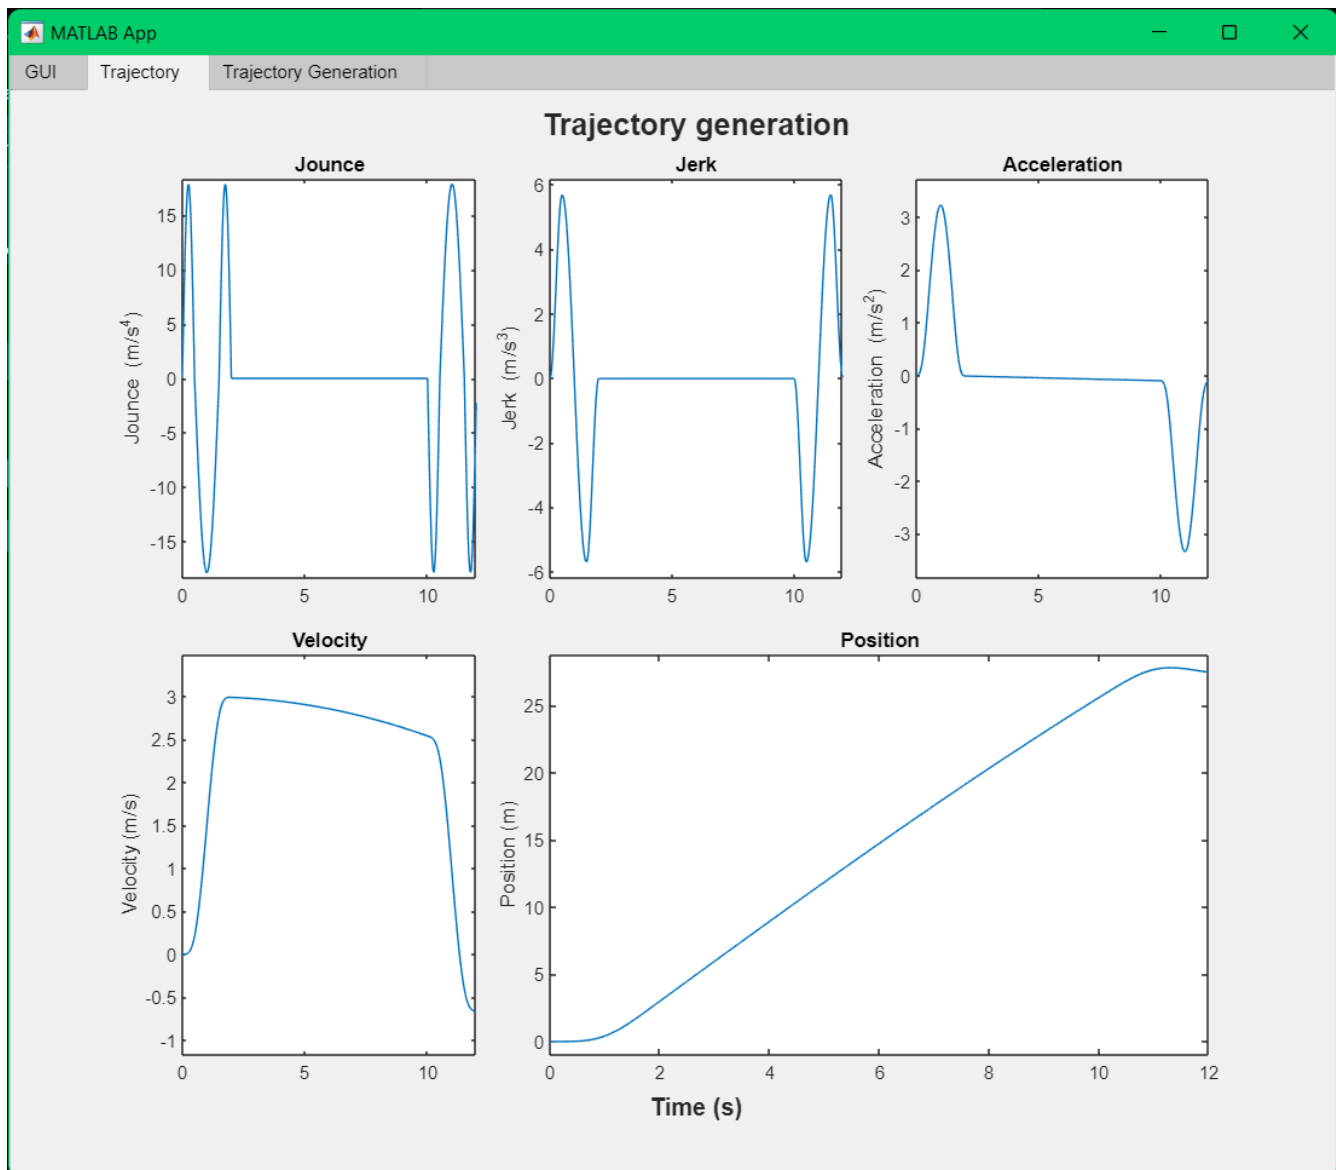 MATLAB App
GUI Trajectory Trajectory Generation
Trajectory generation
Jounce
Jounce (m/s⁴)
15
10
5
0
-5
-10
-15
0 5 10
Jerk
Jerk (m/s³)
6
4
2
0
-2
-4
-6
0 5 10
Acceleration
Acceleration (m/s²)
3
2
1
0
-1
-2
-3
0 5 10
Velocity
Velocity (m/s)
3
2.5
2
1.5
1
0.5
0
-0.5
-1
0 5 10
Position
Position (m)
25
20
15
10
5
0
0 2 4 6 8 10 12
Time (s)